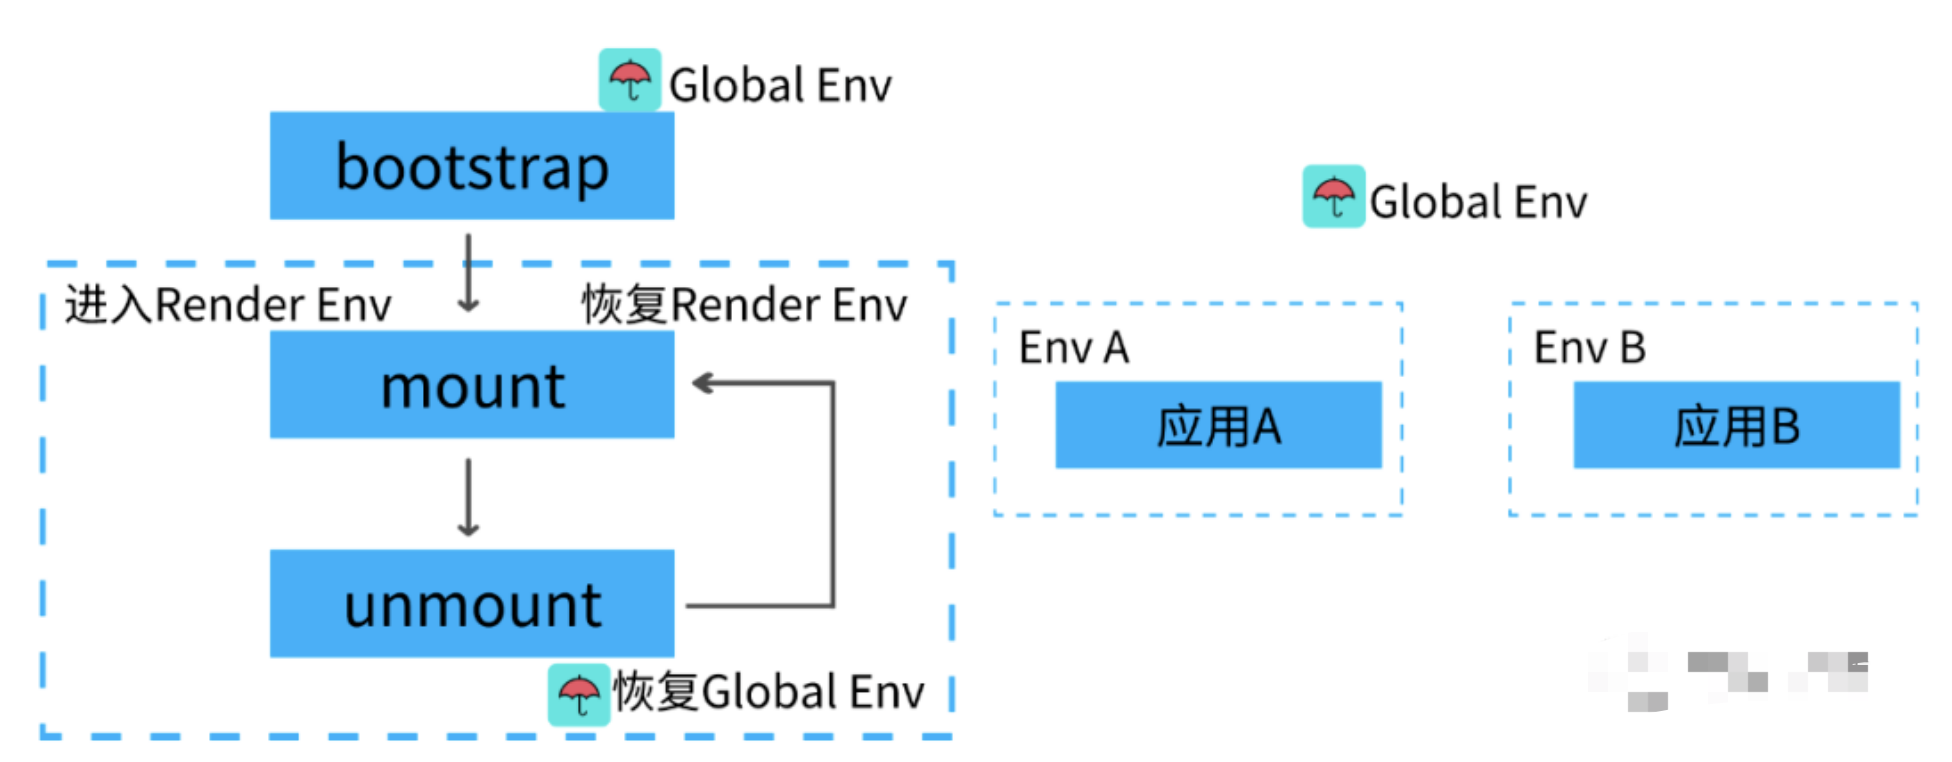 Global Env
bootstrap
进入Render Env
恢复Render Env
mount
unmount
恢复Global Env
Global Env
Env A
应用A
Env B
应用B